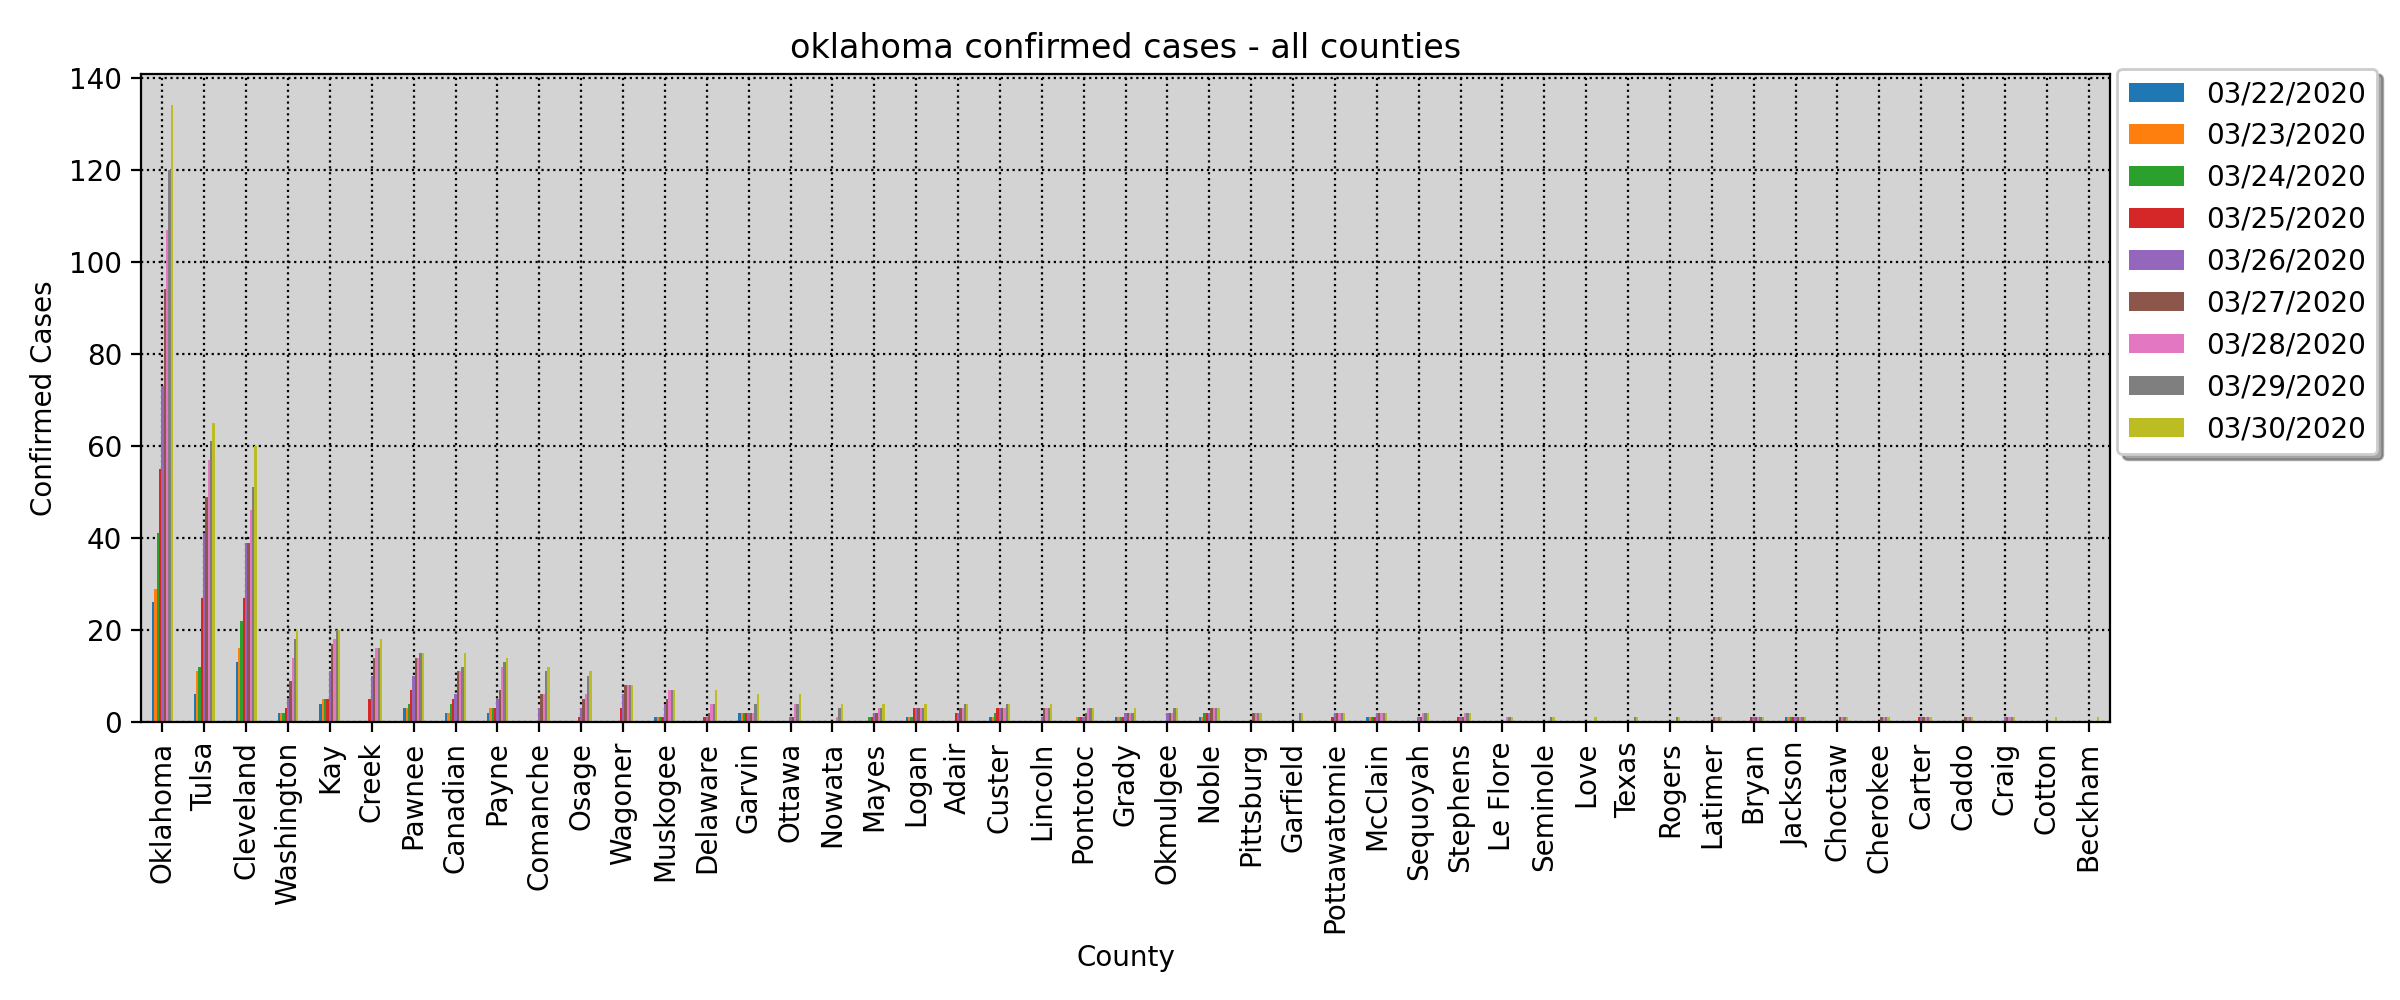 oklahoma confirmed cases - all counties
140
120
100
80
60
40
20
0
Confirmed Cases
Oklahoma
Tulsa
Cleveland
Washington
Kay
Creek
Pawnee
Canadian
Payne
Comanche
Osage
Wagoner
Muskogee
Delaware
Garvin
Ottawa
Nowata
Mayes
Logan
Adair
Custer
Lincoln
Pontotoc
Grady
Okmulgee
Noble
Pittsburg
Garfield
Pottawatomie
McClain
Sequoyah
Stephens
Le Flore
Seminole
Love
Texas
Rogers
Latimer
Bryan
Jackson
Choctaw
Cherokee
Carter
Caddo
Craig
Cotton
Beckham
County
03/22/2020
03/23/2020
03/24/2020
03/25/2020
03/26/2020
03/27/2020
03/28/2020
03/29/2020
03/30/2020